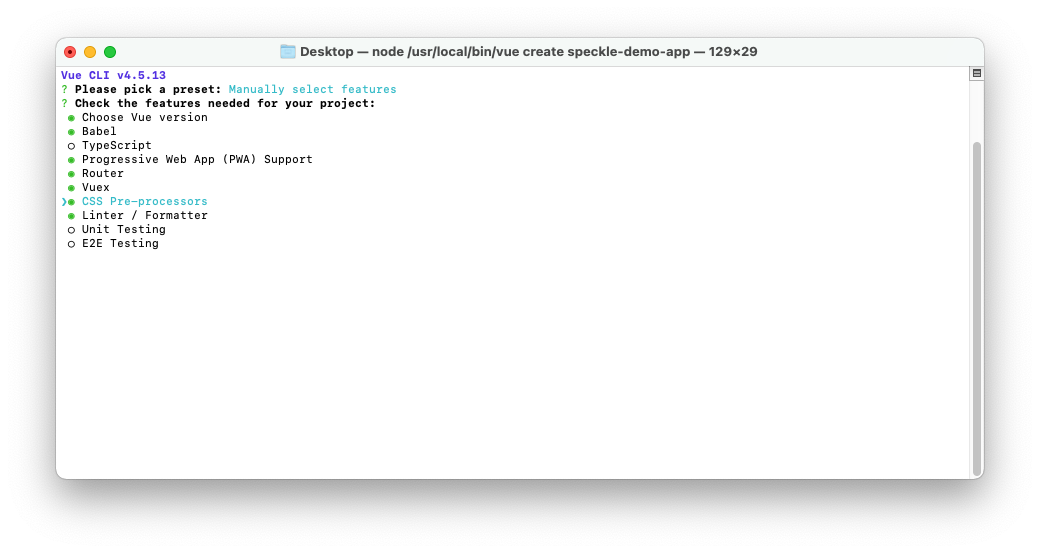 Desktop — node /usr/local/bin/vue create speckle-demo-app — 129×29
Vue CLI v4.5.13
? Please pick a preset: Manually select features
? Check the features needed for your project:
◉ Choose Vue version
◉ Babel
◯ TypeScript
◉ Progressive Web App (PWA) Support
◉ Router
◉ Vuex
❯◉ CSS Pre-processors
◉ Linter / Formatter
◯ Unit Testing
◯ E2E Testing